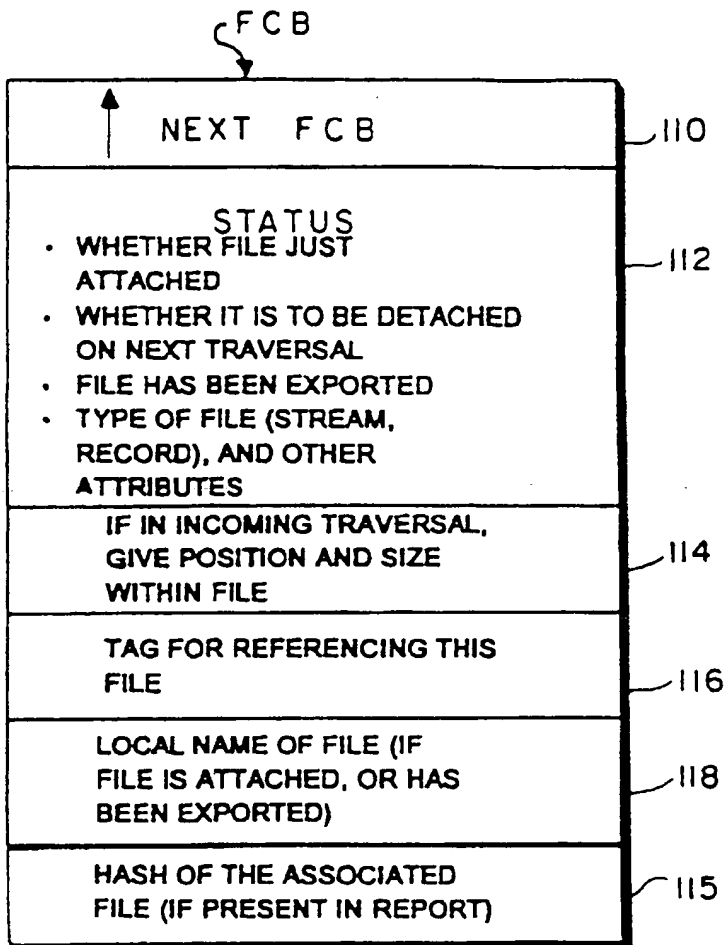 FCB
NEXT FCB
110
STATUS
112
· WHETHER FILE JUST
ATTACHED
· WHETHER IT IS TO BE DETACHED
ON NEXT TRAVERSAL
· FILE HAS BEEN EXPORTED
· TYPE OF FILE (STREAM,
RECORD), AND OTHER
ATTRIBUTES
IF IN INCOMING TRAVERSAL,
GIVE POSITION AND SIZE
WITHIN FILE
114
TAG FOR REFERENCING THIS
FILE
116
LOCAL NAME OF FILE (IF
FILE IS ATTACHED, OR HAS
BEEN EXPORTED)
118
HASH OF THE ASSOCIATED
FILE (IF PRESENT IN REPORT)
115